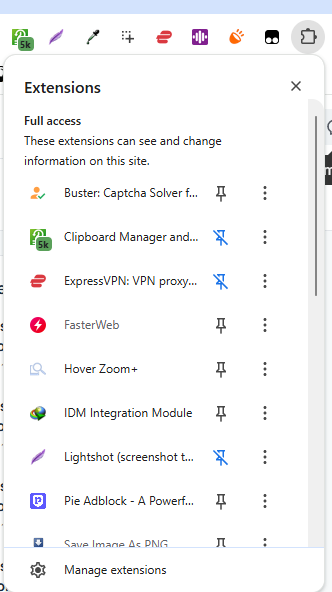 5k
Extensions
Full access
These extensions can see and change
information on this site.
Buster: Captcha Solver f...
Clipboard Manager and...
5k
ExpressVPN: VPN proxy...
FasterWeb
Hover Zoom+
IDM Integration Module
Lightshot (screenshot t...
Pie Adblock - A Powerf...
Save Image As PNG
Manage extensions